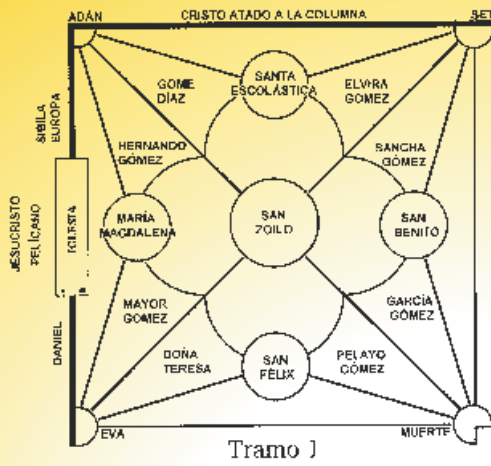 ADÁN
CRISTO ATADO A LA COLUMNA
SET
GOME
DÍAZ
SANTA
ESCOLÁSTICA
ELVIRA
GOMEZ
SIBILA
EUROPA
HERNANDO
GÓMEZ
SANCHA
GÓMEZ
JESUCRISTO
PELÍCANO
IGLESIA
MARÍA
MAGDALENA
SAN
ZOILO
SAN
BENITO
MAYOR
GOMEZ
GARCÍA
GÓMEZ
DANIEL
DOÑA
TERESA
SAN
FÉLIX
PELAYO
GÓMEZ
EVA
MUERTE
Tramo 1